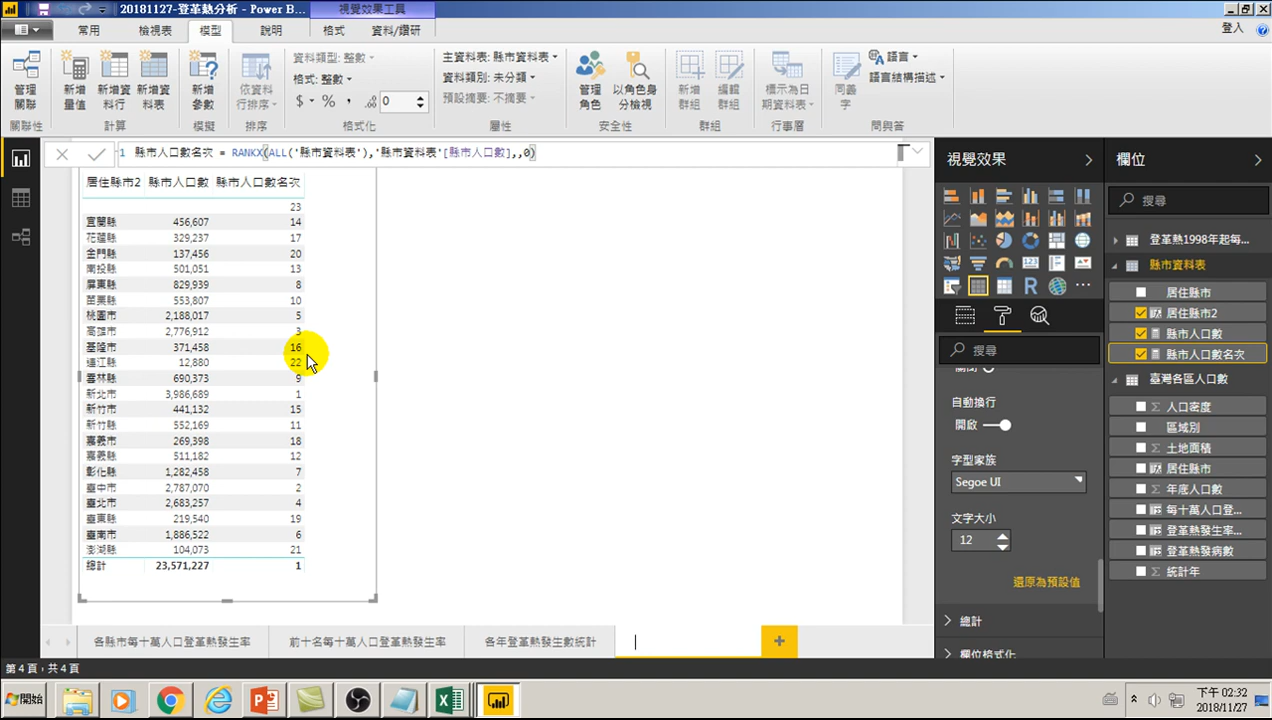 20181127-登革熱分析 - Power B...
視覺效果工具
常用 檢視表 模型 說明 格式 資料/鑽研
登入
管理關聯
新增量值
新增資料行
新增資料表
新增參數
依資料行排序
資料類型: 整數
格式: 整數
$ % , .00 0
主資料表: 縣市資料表
資料類別: 未分類
預設摘要: 不摘要
管理角色
以角色身分檢視
新增群組
編輯群組
標示為日期資料表
同義字
語言
語言結構描述
關聯性 計算 模擬 排序 格式化 屬性 安全性 群組 行事曆 問與答
1 縣市人口數名次 = RANKX(ALL('縣市資料表'),'縣市資料表'[縣市人口數],,0)
居住縣市2 縣市人口數 縣市人口數名次
23
宜蘭縣 456,607 14
花蓮縣 329,237 17
金門縣 137,456 20
南投縣 501,051 13
屏東縣 829,939 8
苗栗縣 553,807 10
桃園市 2,188,017 5
高雄市 2,776,912 3
基隆市 371,458 16
連江縣 12,880 22
雲林縣 690,373 9
新北市 3,986,689 1
新竹市 441,132 15
新竹縣 552,169 11
嘉義市 269,398 18
嘉義縣 511,182 12
彰化縣 1,282,458 7
臺中市 2,787,070 2
臺北市 2,683,257 4
臺東縣 219,540 19
臺南市 1,886,522 6
澎湖縣 104,073 21
總計 23,571,227 1
視覺效果
R
搜尋
自動換行
開啟
字型家族
Segoe UI
文字大小
12
還原為預設值
總計
欄位格式化
欄位
搜尋
登革熱1998年起每...
縣市資料表
居住縣市
居住縣市2
縣市人口數
縣市人口數名次
臺灣各區人口數
Σ 人口密度
區域別
Σ 土地面積
居住縣市
Σ 年底人口數
每十萬人口登...
登革熱發生率...
登革熱發病數
Σ 統計年
各縣市每十萬人口登革熱發生率 前十名每十萬人口登革熱發生率 各年登革熱發生數統計 +
第 4 頁，共 4 頁
開始
下午 02:32
2018/11/27